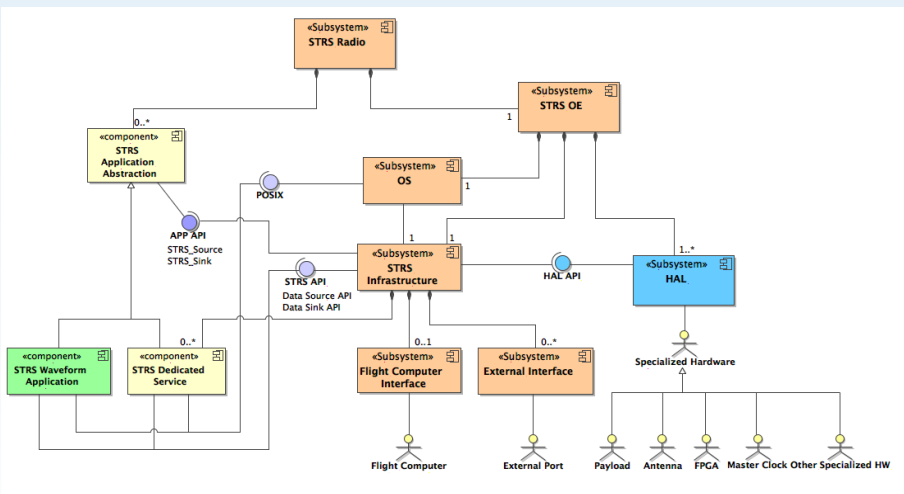 «Subsystem»
STRS Radio
«Subsystem»
STRS OE
1
0..*
«component»
STRS
Application
Abstraction
«Subsystem»
OS
1
POSIX
APP API
STRS_Source
STRS_Sink
1
1
1..*
«Subsystem»
STRS
Infrastructure
HAL API
«Subsystem»
HAL
STRS API
Data Source API
Data Sink API
0..*
0..1
0..*
«component»
STRS Waveform
Application
«component»
STRS Dedicated
Service
«Subsystem»
Flight Computer
Interface
«Subsystem»
External Interface
Specialized Hardware
Flight Computer
External Port
Payload
Antenna
FPGA
Master Clock
Other Specialized HW